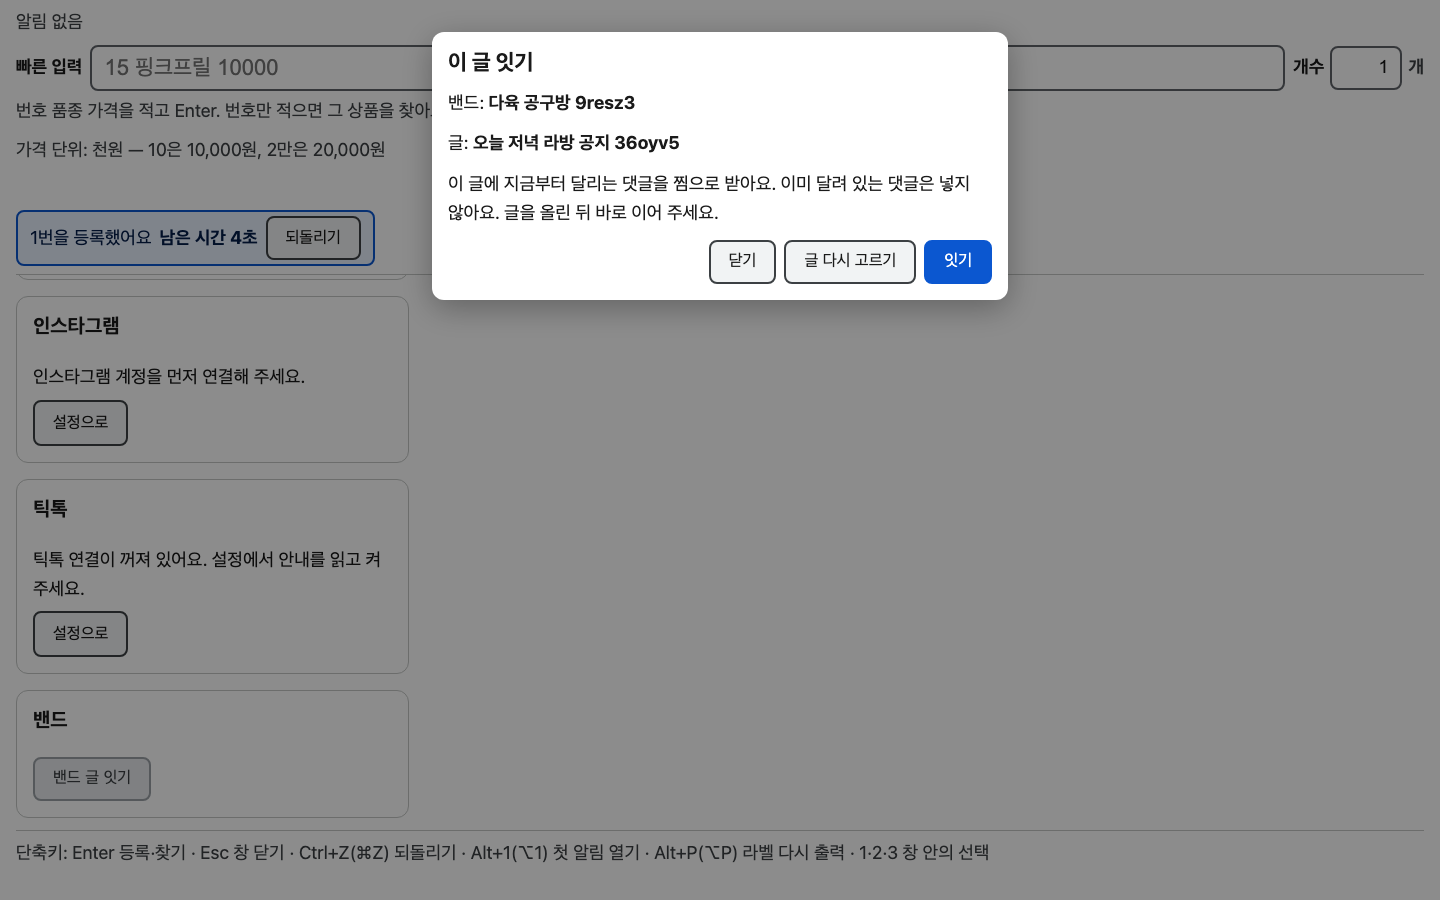 알림 없음
빠른 입력 15 핑크프릴 10000 개수 1 개
번호 품종 가격을 적고 Enter. 번호만 적으면 그 상품을 찾아
가격 단위: 천원 — 10은 10,000원, 2만은 20,000원
1번을 등록했어요 남은 시간 4초 되돌리기
이 글 잇기
밴드: 다육 공구방 9resz3
글: 오늘 저녁 라방 공지 36oyv5
이 글에 지금부터 달리는 댓글을 찜으로 받아요. 이미 달려 있는 댓글은 넣지
않아요. 글을 올린 뒤 바로 이어 주세요.
닫기 글 다시 고르기 잇기
인스타그램
인스타그램 계정을 먼저 연결해 주세요.
설정으로
틱톡
틱톡 연결이 꺼져 있어요. 설정에서 안내를 읽고 켜
주세요.
설정으로
밴드
밴드 글 잇기
단축키: Enter 등록·찾기 · Esc 창 닫기 · Ctrl+Z(⌘Z) 되돌리기 · Alt+1(⌥1) 첫 알림 열기 · Alt+P(⌥P) 라벨 다시 출력 · 1·2·3 창 안의 선택